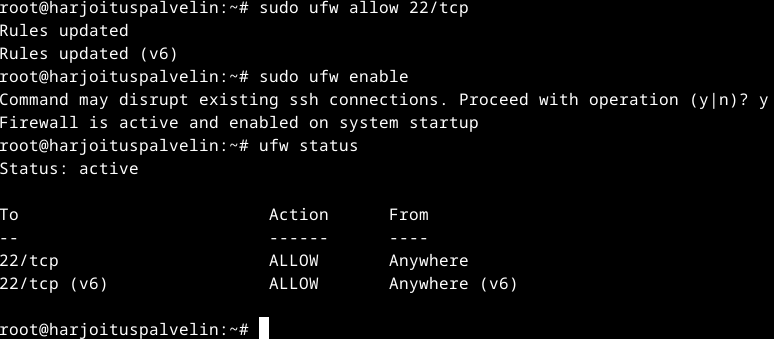 root@harjoituspalvelin:~# sudo ufw allow 22/tcp
Rules updated
Rules updated (v6)
root@harjoituspalvelin:~# sudo ufw enable
Command may disrupt existing ssh connections. Proceed with operation (y|n)? y
Firewall is active and enabled on system startup
root@harjoituspalvelin:~# ufw status
Status: active

To                         Action      From
--                         ------      ----
22/tcp                     ALLOW       Anywhere
22/tcp (v6)                ALLOW       Anywhere (v6)

root@harjoituspalvelin:~#